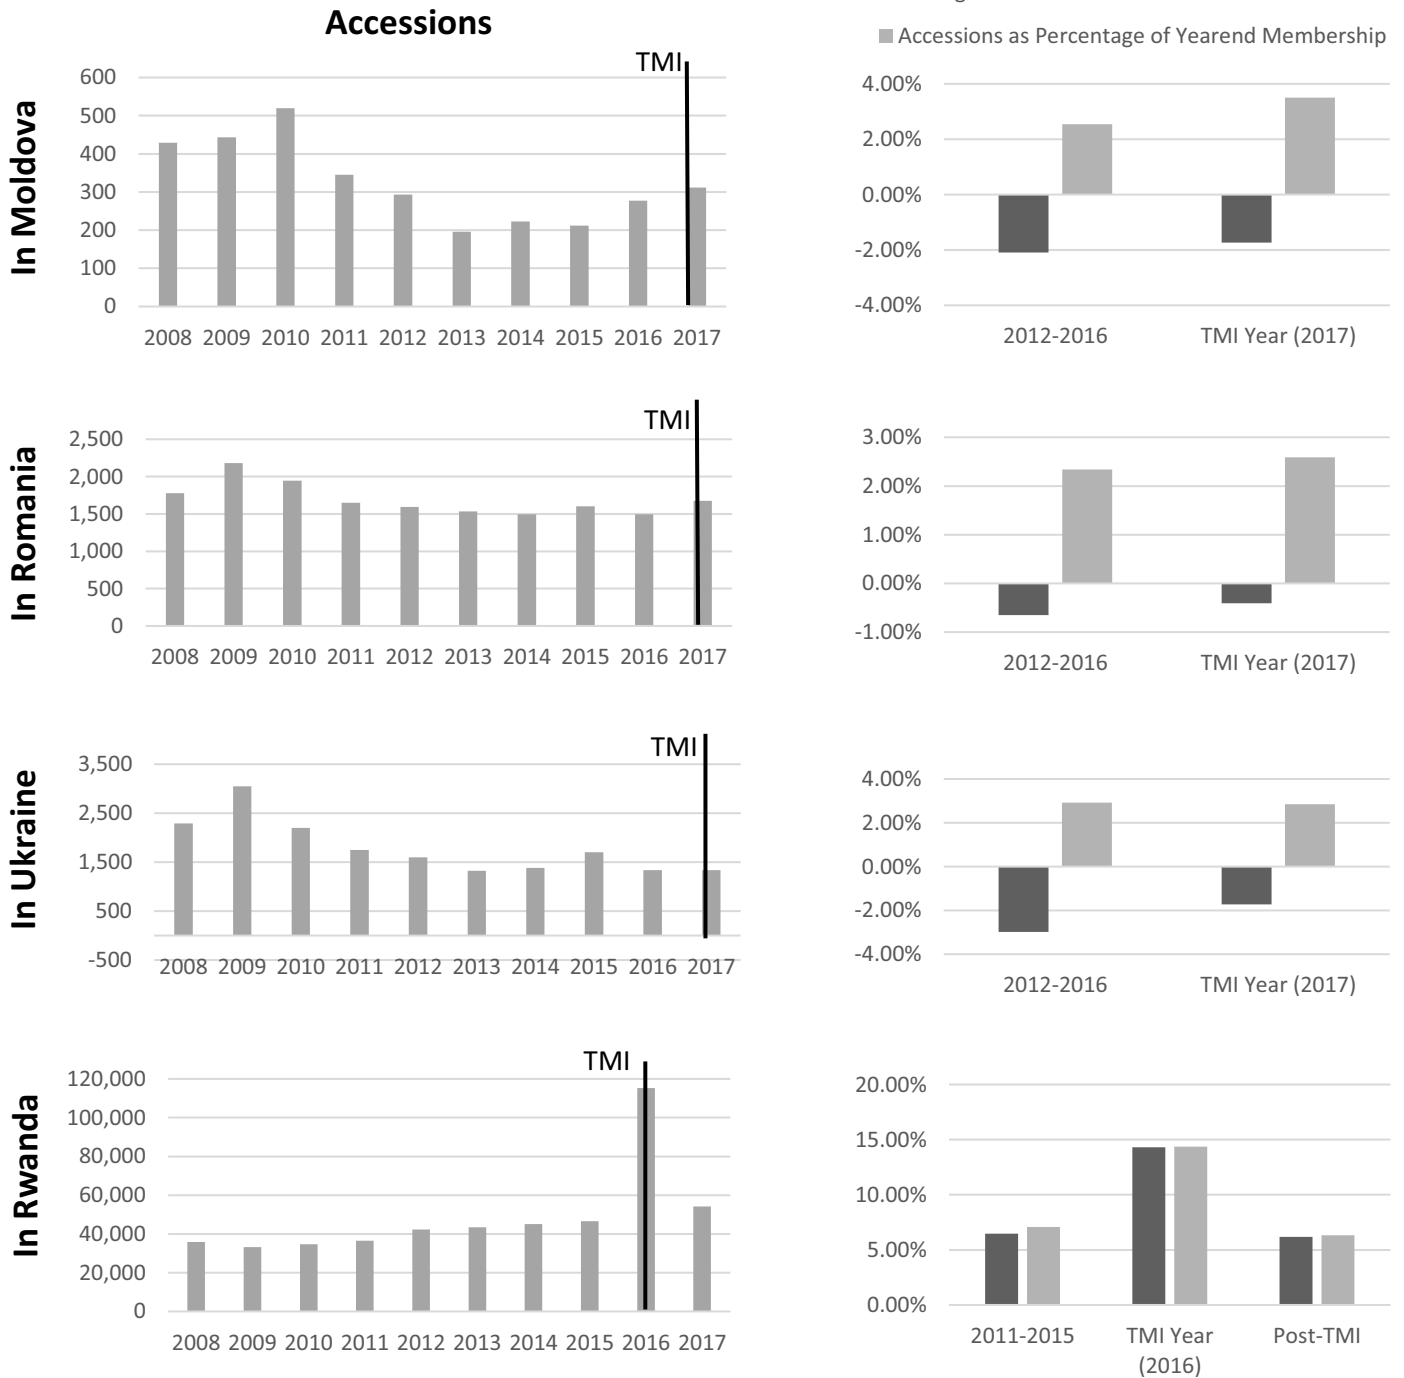 Accessions
Accessions as Percentage of Yearend Membership
In Moldova
TMI
600
500
400
300
200
100
0
2008 2009 2010 2011 2012 2013 2014 2015 2016 2017
4.00%
2.00%
0.00%
-2.00%
-4.00%
2012-2016 TMI Year (2017)
In Romania
TMI
2,500
2,000
1,500
1,000
500
0
2008 2009 2010 2011 2012 2013 2014 2015 2016 2017
3.00%
2.00%
1.00%
0.00%
-1.00%
2012-2016 TMI Year (2017)
In Ukraine
TMI
3,500
2,500
1,500
500
-500
2008 2009 2010 2011 2012 2013 2014 2015 2016 2017
4.00%
2.00%
0.00%
-2.00%
-4.00%
2012-2016 TMI Year (2017)
In Rwanda
TMI
120,000
100,000
80,000
60,000
40,000
20,000
0
2008 2009 2010 2011 2012 2013 2014 2015 2016 2017
20.00%
15.00%
10.00%
5.00%
0.00%
2011-2015 TMI Year Post-TMI
(2016)